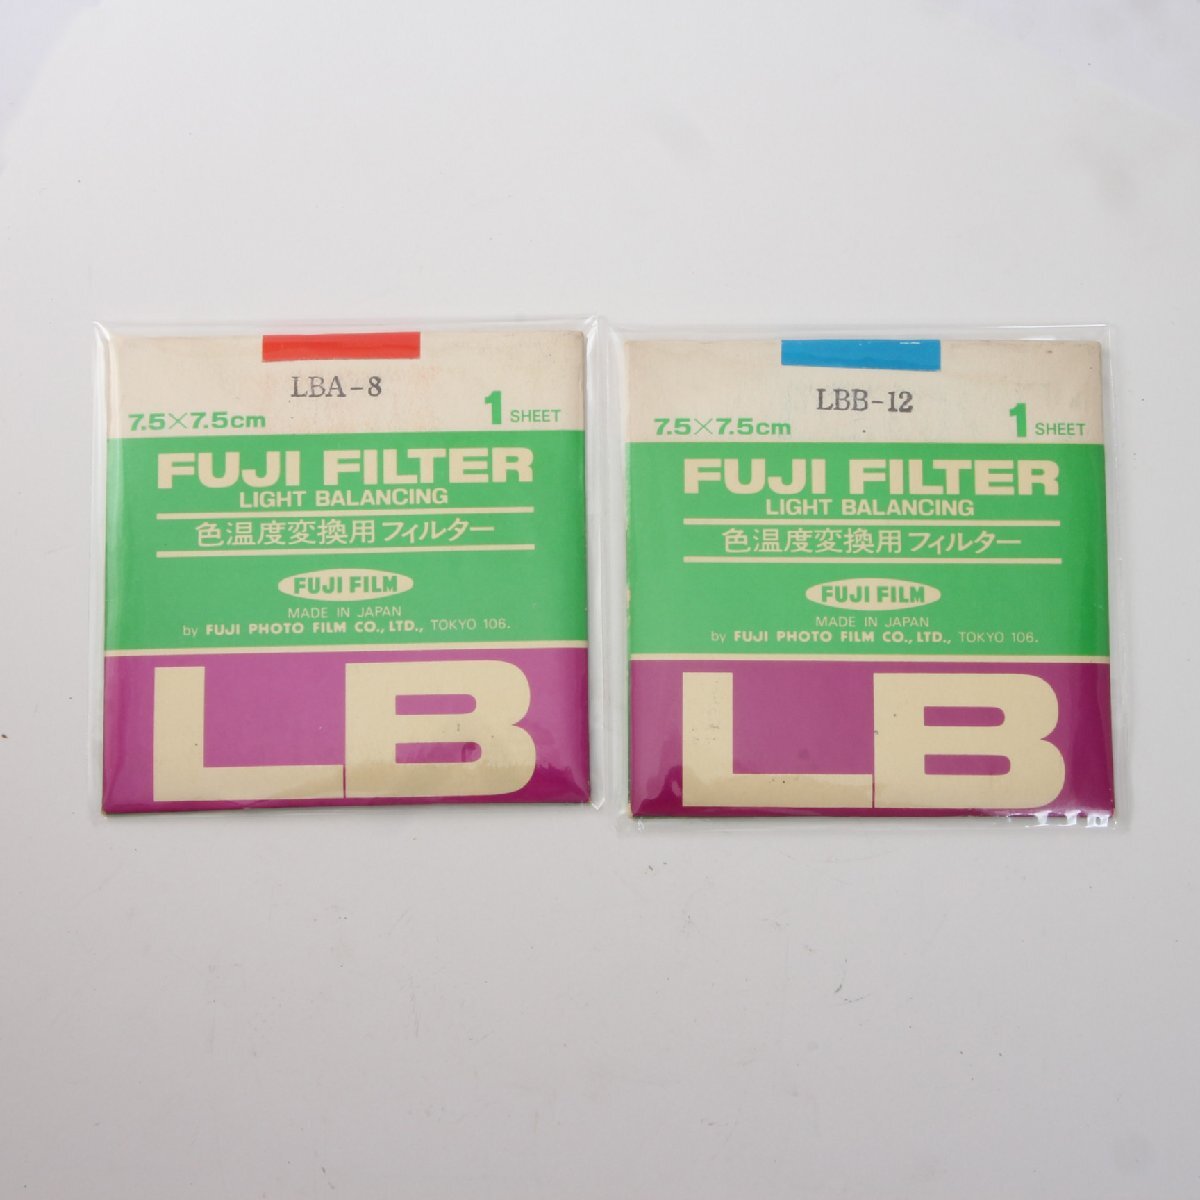 LBA-8
7.5×7.5cm 1 SHEET
FUJI FILTER
LIGHT BALANCING
色温度変換用フィルター
FUJI FILM
MADE IN JAPAN
by FUJI PHOTO FILM CO., LTD., TOKYO 106.
LB
LBB-12
7.5×7.5cm 1 SHEET
FUJI FILTER
LIGHT BALANCING
色温度変換用フィルター
FUJI FILM
MADE IN JAPAN
by FUJI PHOTO FILM CO., LTD., TOKYO 106.
LB